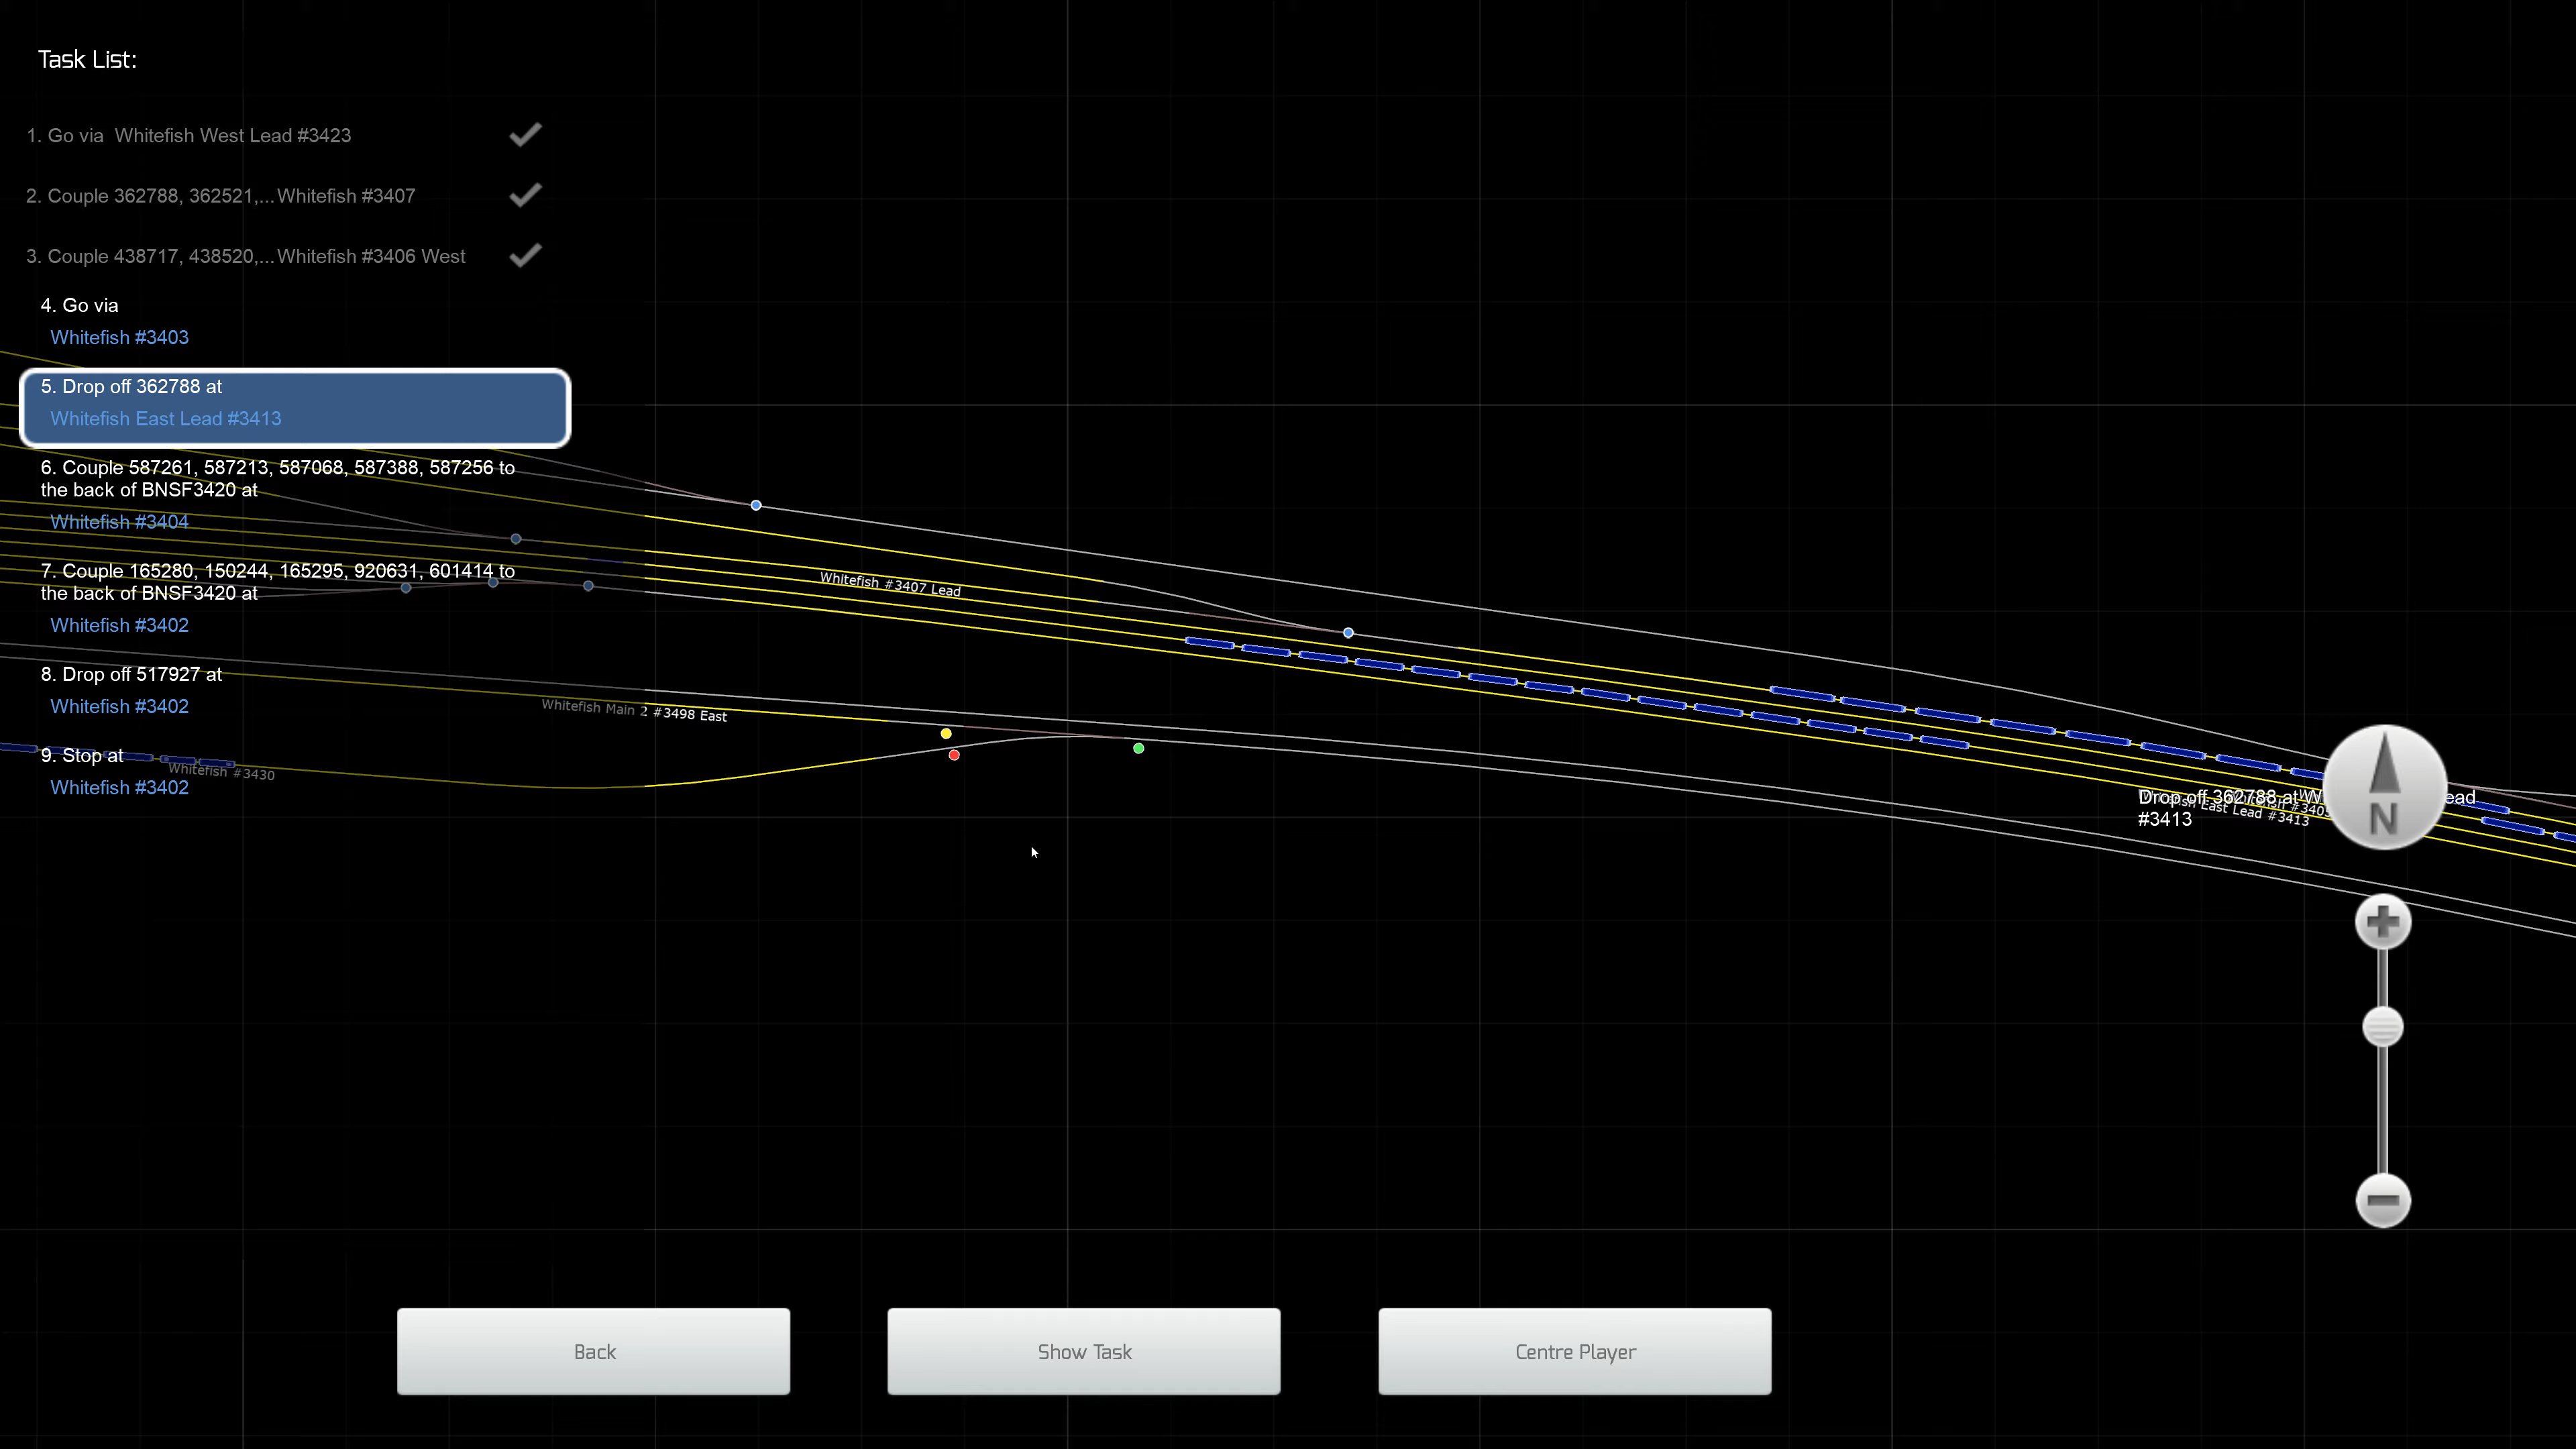 Task List:
1. Go via  Whitefish West Lead #3423
2. Couple 362788, 362521,...Whitefish #3407
3. Couple 438717, 438520,...Whitefish #3406 West
4. Go via
Whitefish #3403
5. Drop off 362788 at
Whitefish East Lead #3413
6. Couple 587261, 587213, 587068, 587388, 587256 to
the back of BNSF3420 at
Whitefish #3404
7. Couple 165280, 150244, 165295, 920631, 601414 to
the back of BNSF3420 at
Whitefish #3402
8. Drop off 517927 at
Whitefish #3402
9. Stop at
Whitefish #3402
Whitefish #3407 Lead
Whitefish Main 2 #3498 East
Whitefish #3430
Drop off 362788 at
#3413
East Lead #3413
N
Back
Show Task
Centre Player